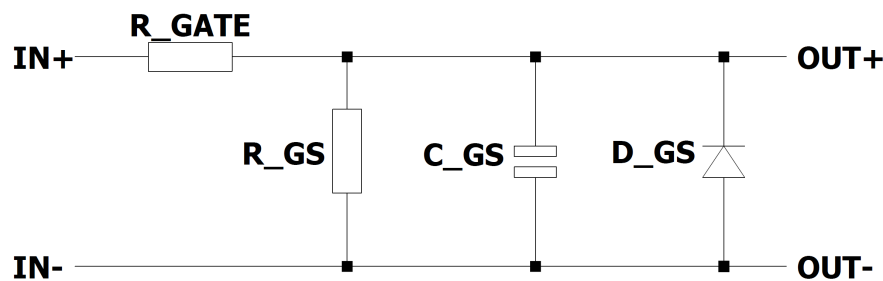 R_GATE
IN+
OUT+
R_GS
C_GS
D_GS
IN-
OUT-